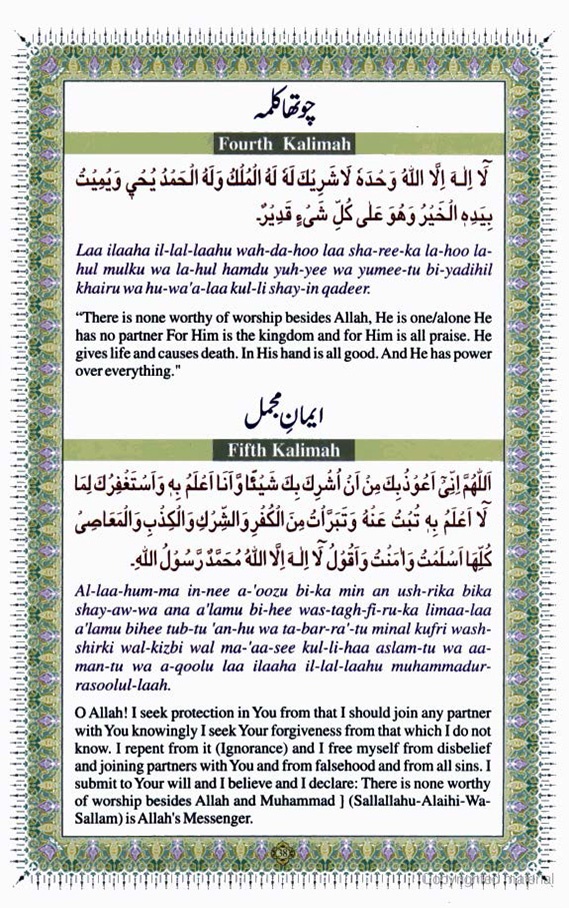 چوتھا کلمہ
Fourth Kalimah
لَآ اِلٰهَ اِلَّا اللّٰهُ وَحْدَهٗ لَا شَرِيْكَ لَهٗ لَهُ الْمُلْكُ وَلَهُ الْحَمْدُ يُحْيٖ وَيُمِيْتُ
بِيَدِهِ الْخَيْرُ وَهُوَ عَلٰى كُلِّ شَىْءٍ قَدِيْرٌ۔
Laa ilaaha il-lal-laahu wah-da-hoo laa sha-ree-ka la-hoo la-
hul mulku wa la-hul hamdu yuh-yee wa yumee-tu bi-yadihil
khairu wa hu-wa'a-laa kul-li shay-in qadeer.
“There is none worthy of worship besides Allah, He is one/alone He
has no partner For Him is the kingdom and for Him is all praise. He
gives life and causes death. In His hand is all good. And He has power
over everything."
ایمانِ مجمل
Fifth Kalimah
اَللّٰهُمَّ اِنِّىْٓ اَعُوْذُ بِكَ مِنْ اَنْ اُشْرِكَ بِكَ شَيْئًا وَّاَنَا اَعْلَمُ بِهٖ وَاَسْتَغْفِرُكَ لِمَا
لَآ اَعْلَمُ بِهٖ تُبْتُ عَنْهُ وَتَبَرَّاْتُ مِنَ الْكُفْرِ وَالشِّرْكِ وَالْكِذْبِ وَالْمَعَاصِىْ
كُلِّهَا اَسْلَمْتُ وَاٰمَنْتُ وَاَقُوْلُ لَآ اِلٰهَ اِلَّا اللّٰهُ مُحَمَّدٌ رَّسُوْلُ اللّٰهِ۔
Al-laa-hum-ma in-nee a-'oozu bi-ka min an ush-rika bika
shay-aw-wa ana a'lamu bi-hee was-tagh-fi-ru-ka limaa-laa
a'lamu bihee tub-tu 'an-hu wa ta-bar-ra'-tu minal kufri wash-
shirki wal-kizbi wal ma-'aa-see kul-li-haa aslam-tu wa aa-
man-tu wa a-qoolu laa ilaaha il-lal-laahu muhammadur-
rasoolul-laah.
O Allah! I seek protection in You from that I should join any partner
with You knowingly I seek Your forgiveness from that which I do not
know. I repent from it (Ignorance) and I free myself from disbelief
and joining partners with You and from falsehood and from all sins. I
submit to Your will and I believe and I declare: There is none worthy
of worship besides Allah and Muhammad ] (Sallallahu-Alaihi-Wa-
Sallam) is Allah's Messenger.
38
Copyrighted material